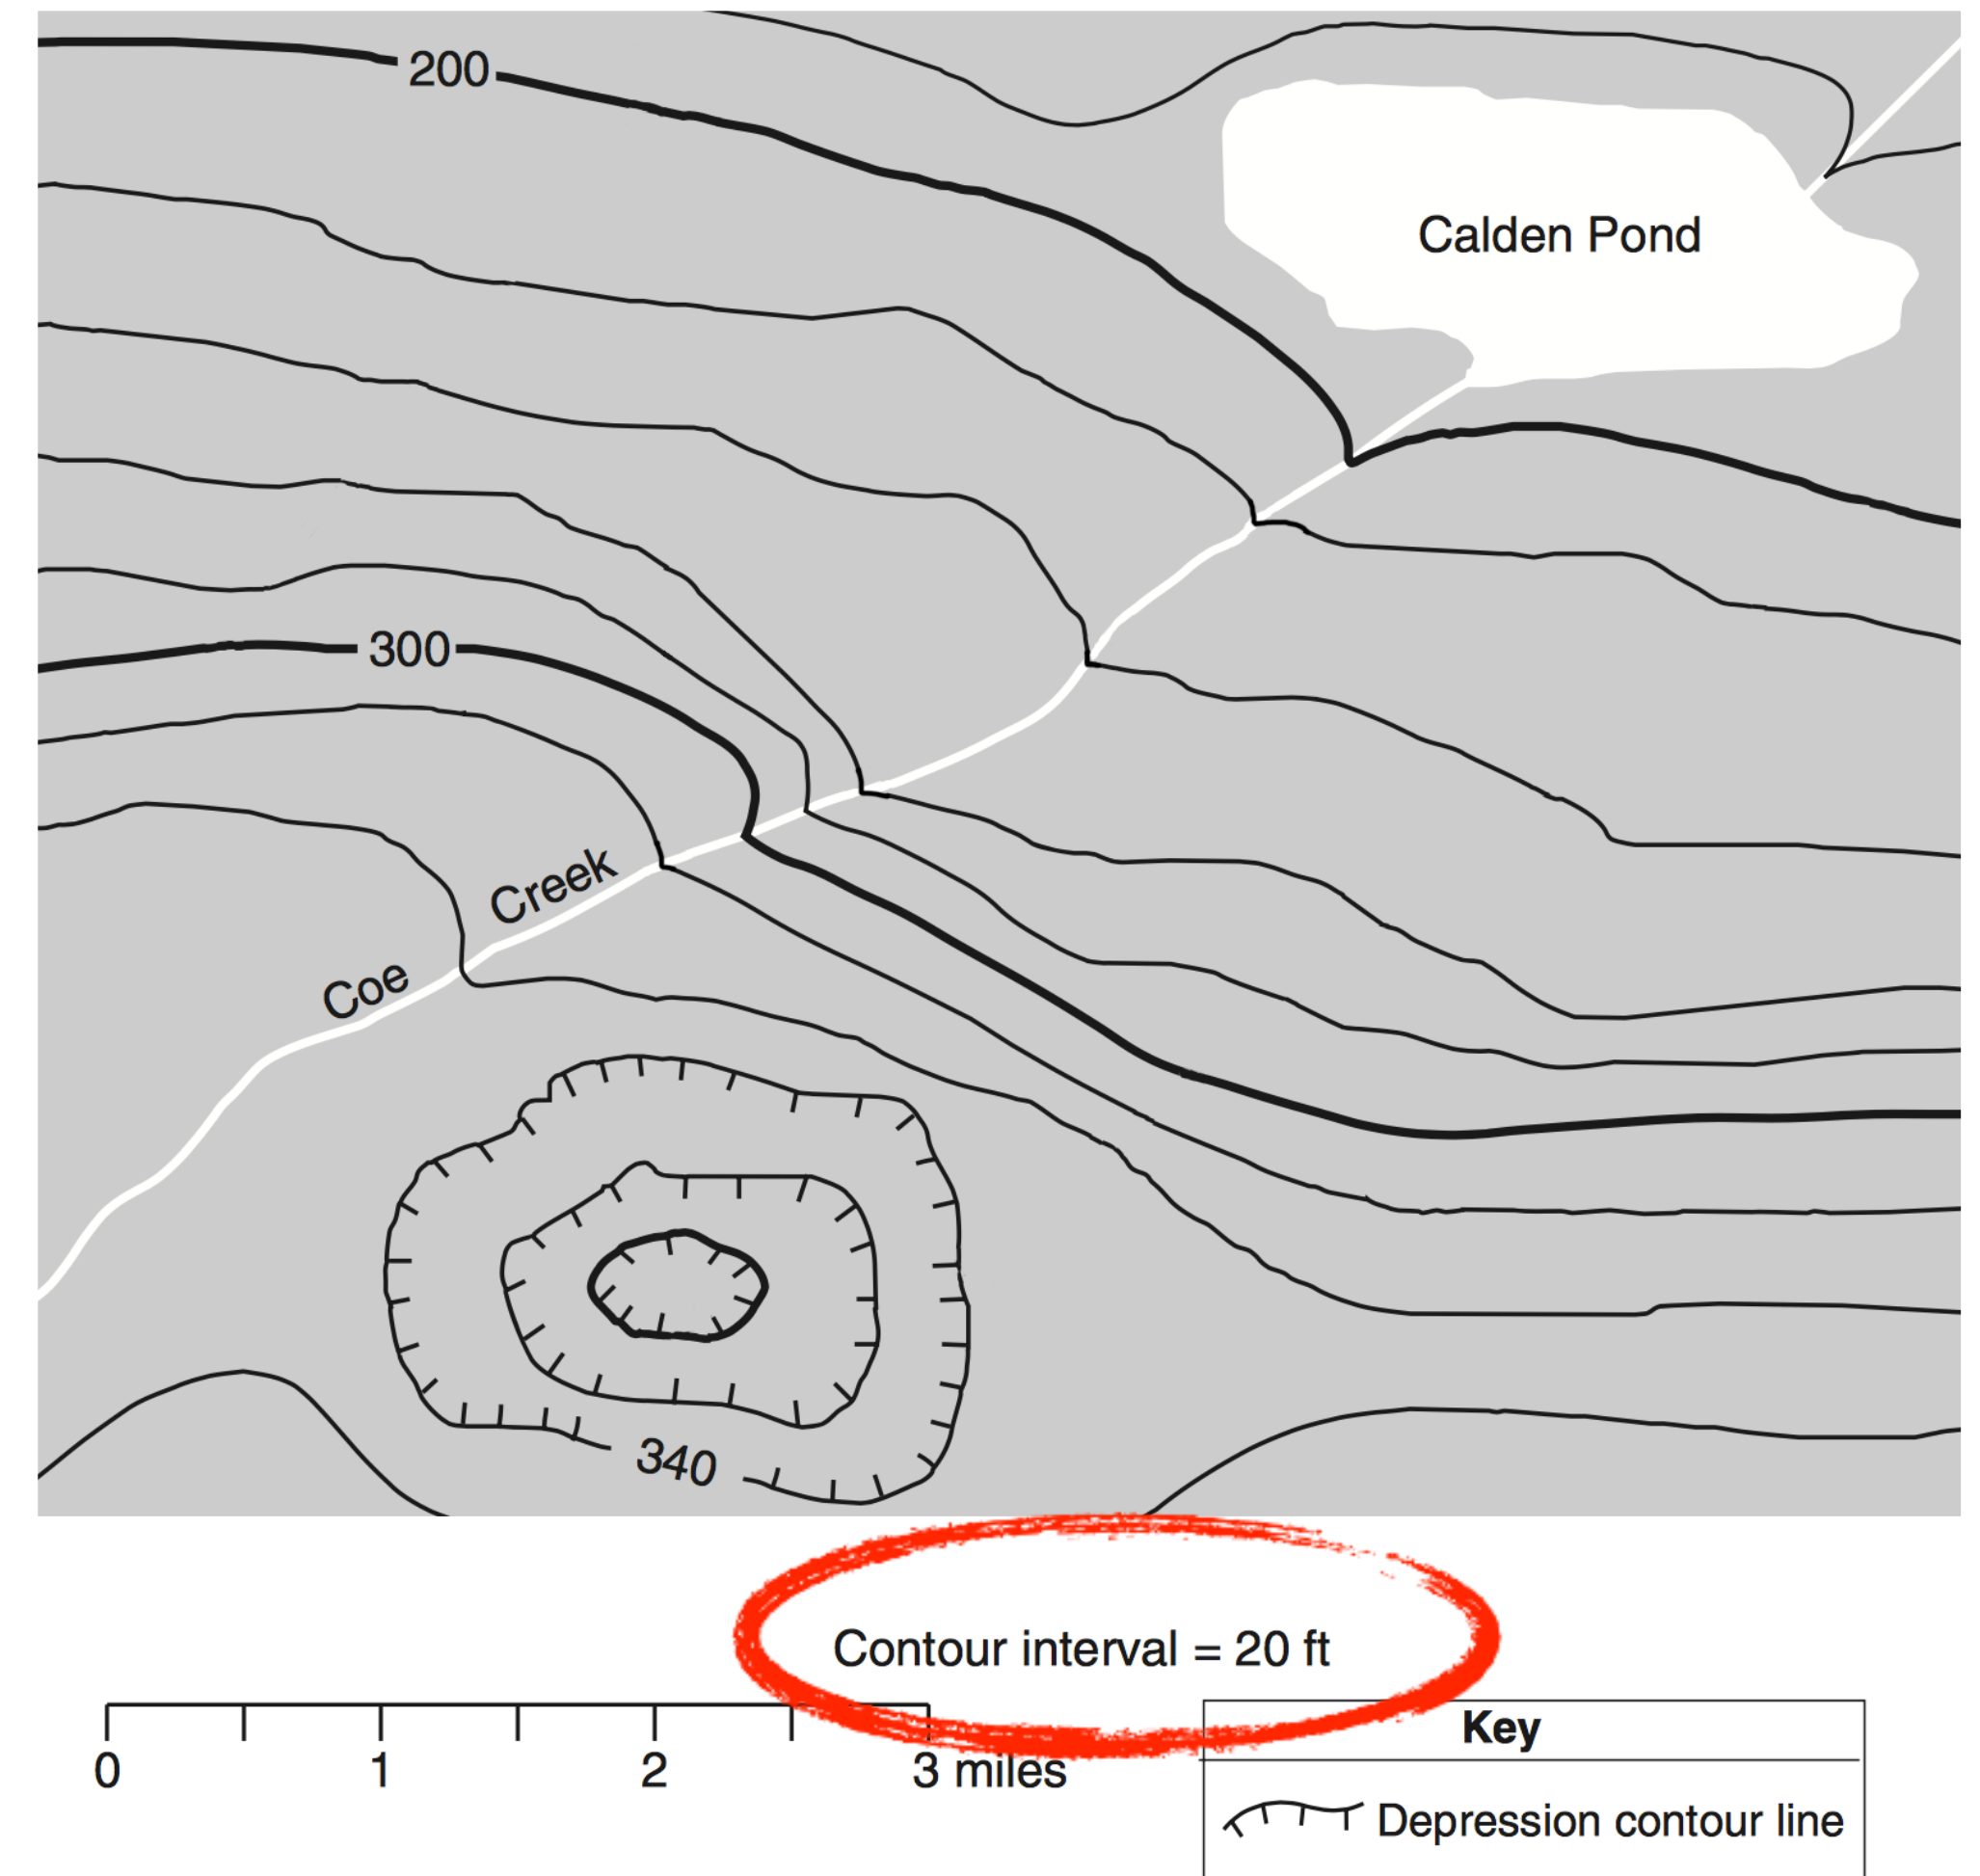 200
Calden Pond
300
Creek
Coe
340
Contour interval = 20 ft
0 1 2 3 miles
Key
Depression contour line